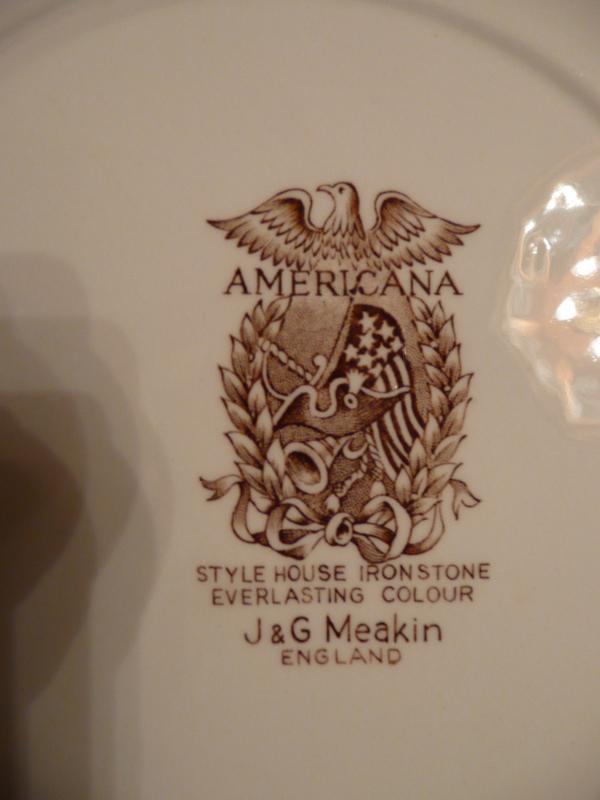 AMERICANA
STYLE HOUSE IRONSTONE
EVERLASTING COLOUR
J & G Meakin
ENGLAND